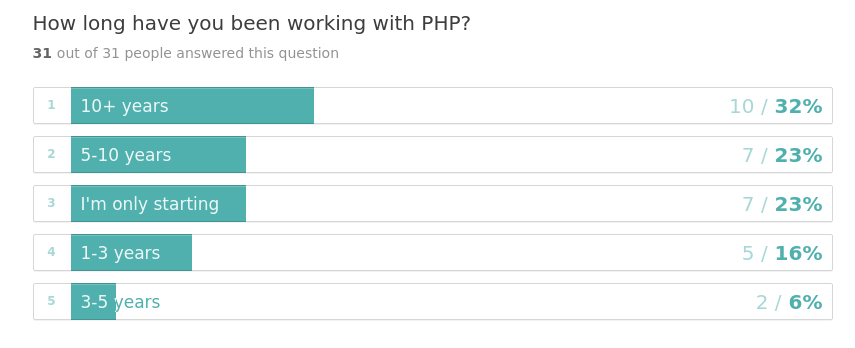 How long have you been working with PHP?
31 out of 31 people answered this question
1 10+ years 10 / 32%
2 5-10 years 7 / 23%
3 I'm only starting 7 / 23%
4 1-3 years 5 / 16%
5 3-5 years 2 / 6%